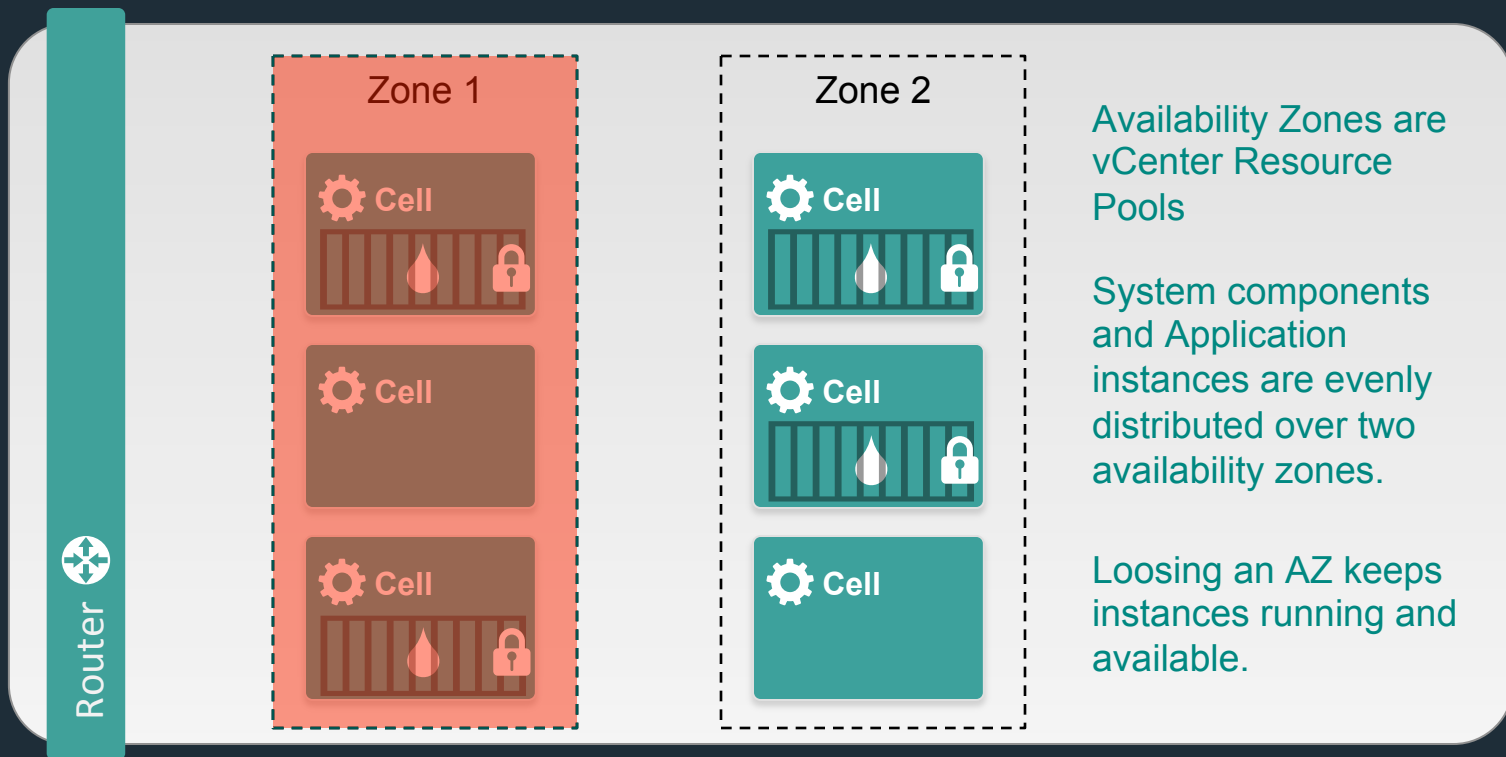 Router
Zone 1
Cell
Cell
Cell
Zone 2
Cell
Cell
Cell
Availability Zones are
vCenter Resource
Pools
System components
and Application
instances are evenly
distributed over two
availability zones.
Loosing an AZ keeps
instances running and
available.